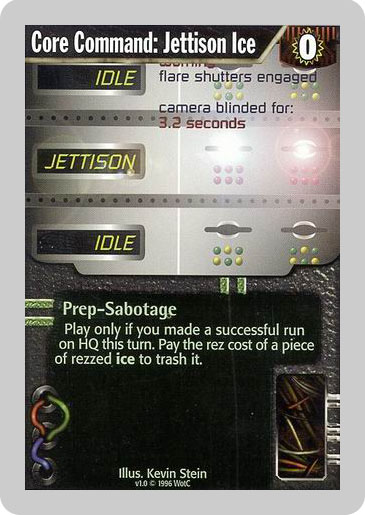 Core Command: Jettison Ice
0
warning
IDLE
flare shutters engaged
camera blinded for:
3.2 seconds
JETTISON
IDLE
Prep-Sabotage
Play only if you made a successful run
on HQ this turn. Pay the rez cost of a piece
of rezzed ice to trash it.
Illus. Kevin Stein
v1.0 © 1996 WotC